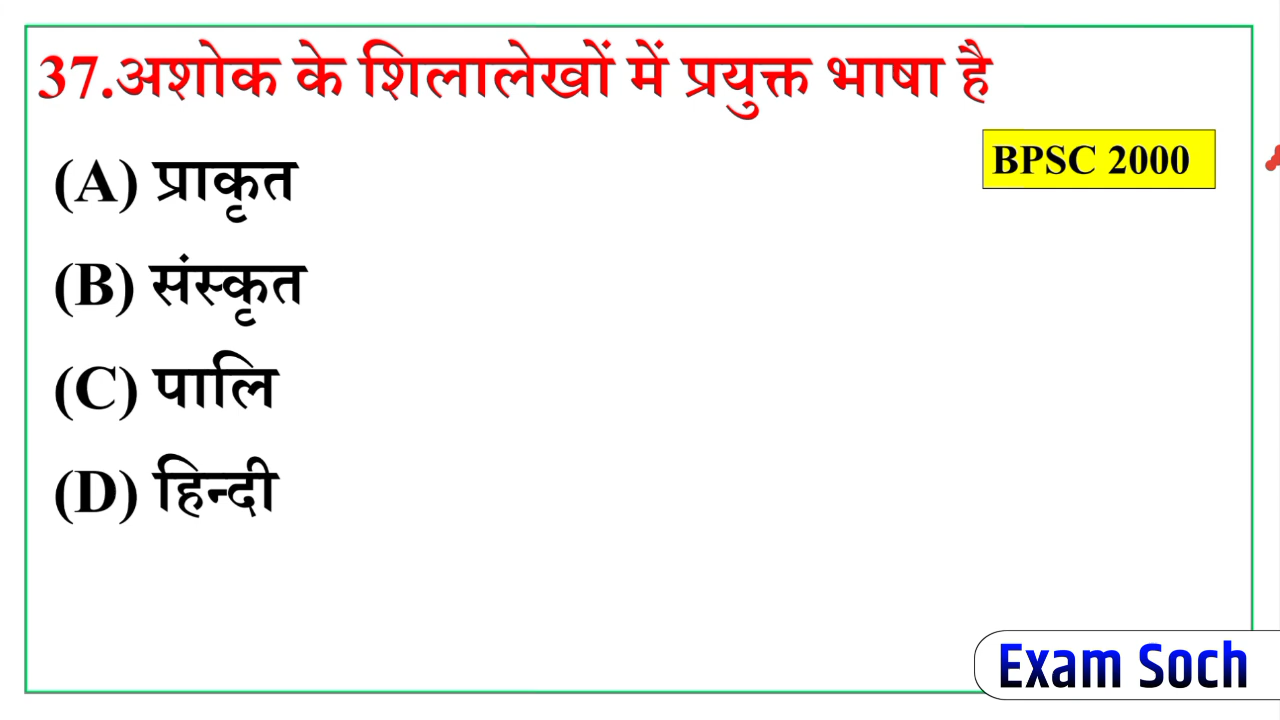 37.अशोक के शिलालेखों में प्रयुक्त भाषा है
BPSC 2000
(A) प्राकृत
(B) संस्कृत
(C) पालि
(D) हिन्दी
Exam Soch